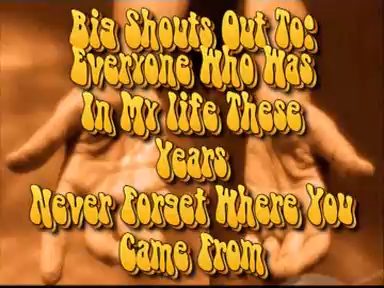 Big Shouts Out To:
Everyone Who Was
In My life These
Years
Never Forget Where You
Came From